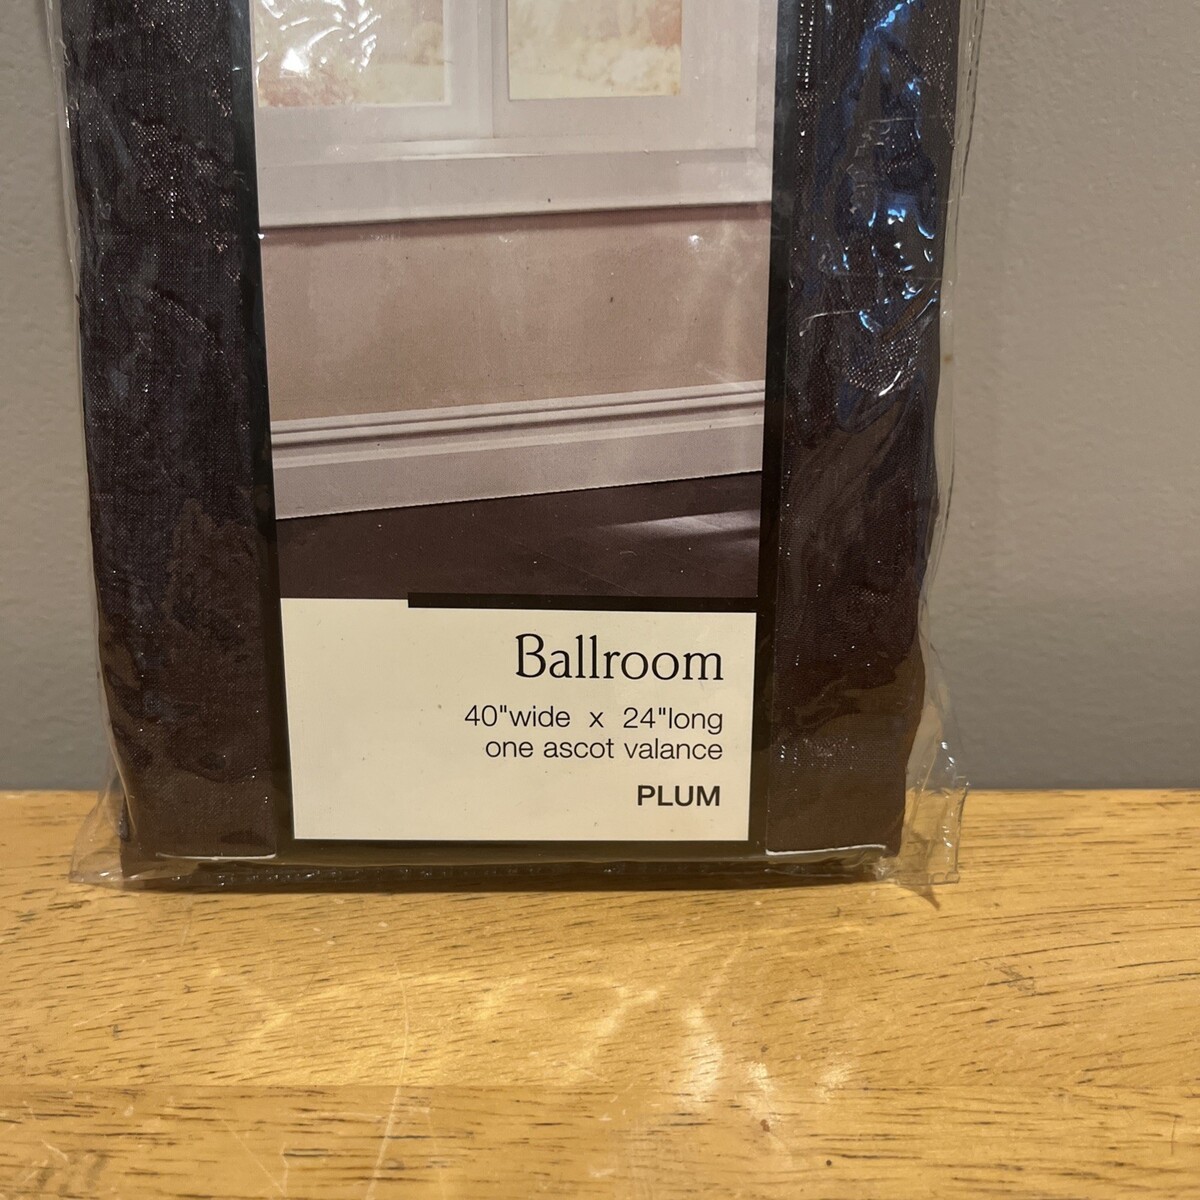 Ballroom
40"wide x 24"long
one ascot valance
PLUM